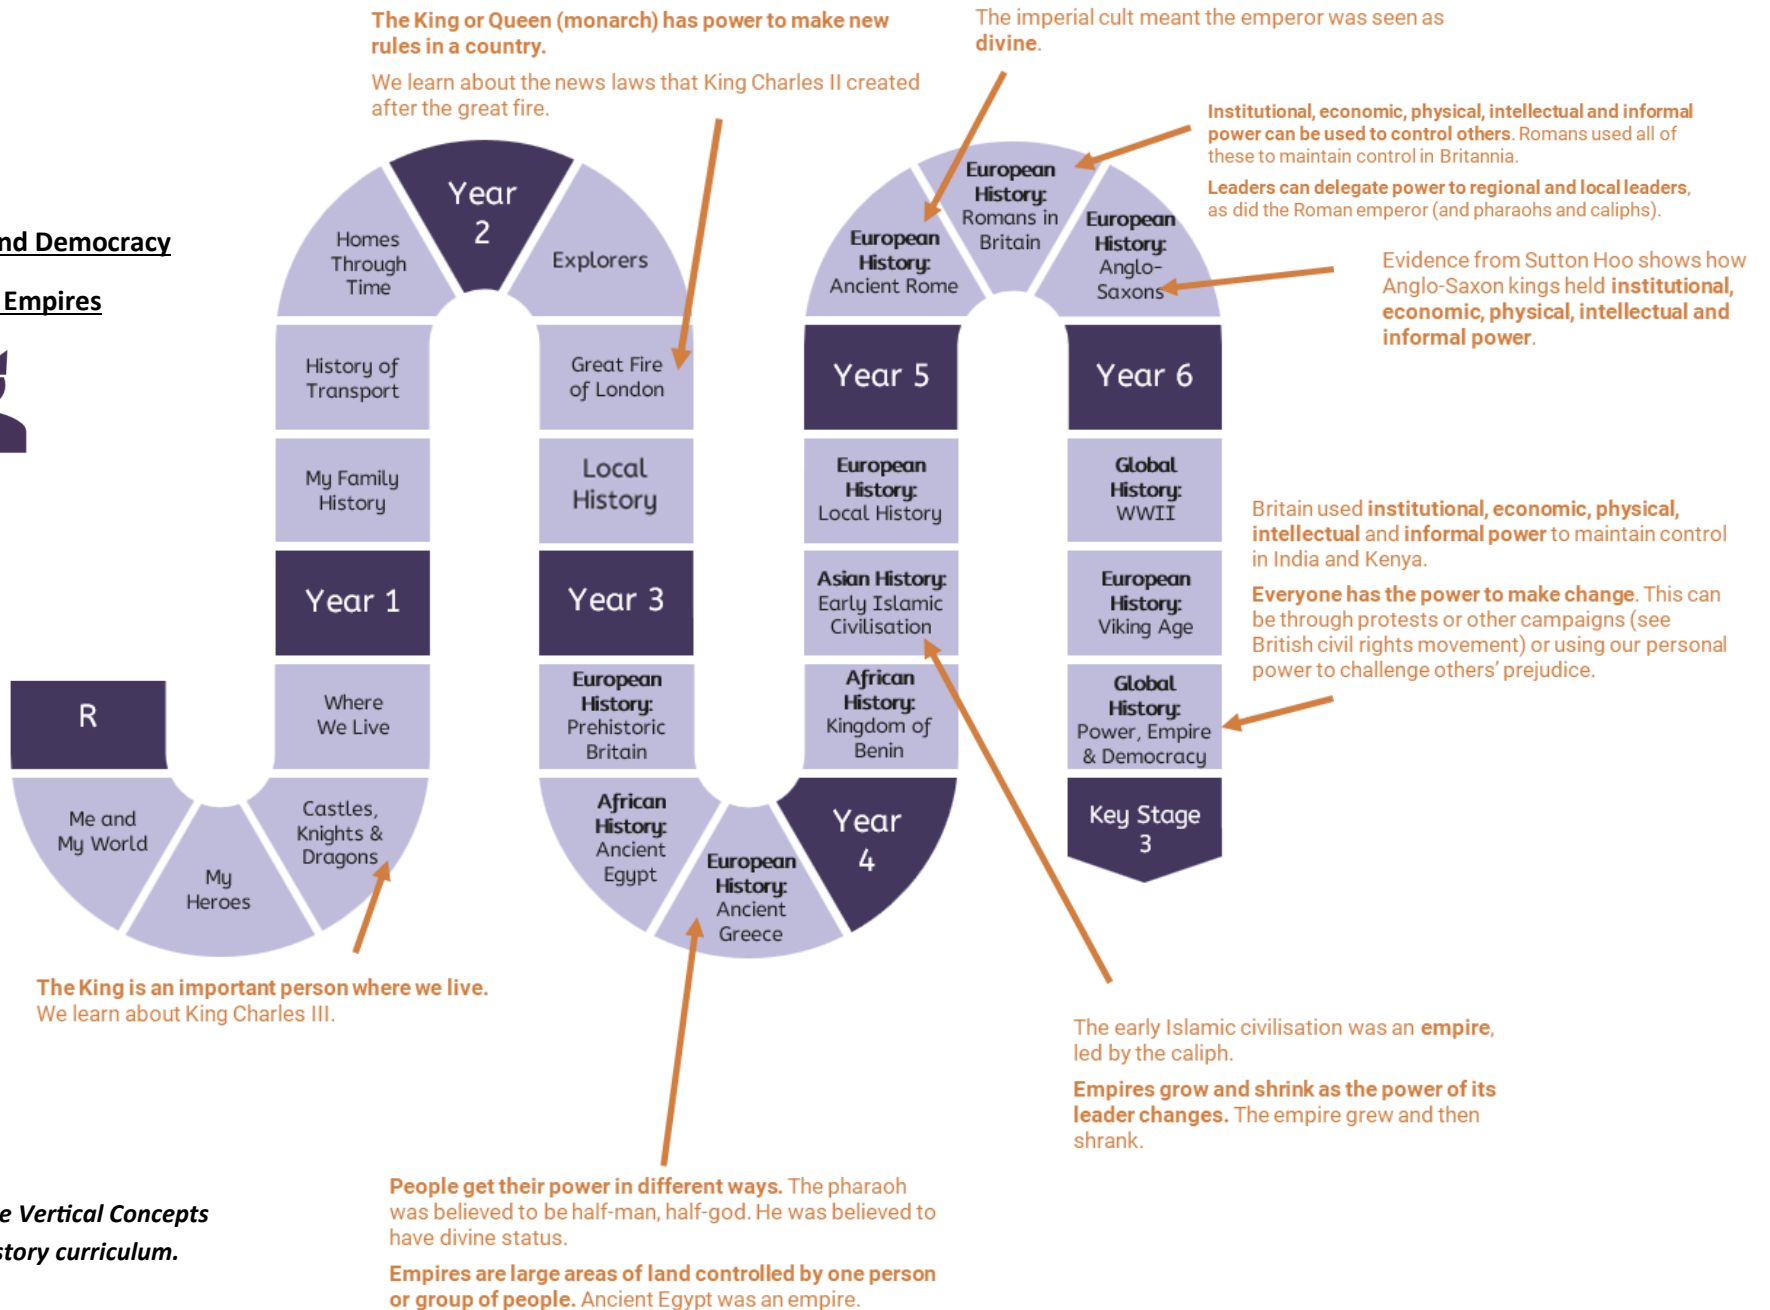 The King or Queen (monarch) has power to make new
rules in a country.
We learn about the news laws that King Charles II created
after the great fire.
The imperial cult meant the emperor was seen as
divine.
Institutional, economic, physical, intellectual and informal
power can be used to control others. Romans used all of
these to maintain control in Britannia.
Leaders can delegate power to regional and local leaders,
as did the Roman emperor (and pharaohs and caliphs).
Evidence from Sutton Hoo shows how
Anglo-Saxon kings held institutional,
economic, physical, intellectual and
informal power.
nd Democracy
Empires
R
Me and
My World
My
Heroes
Castles,
Knights &
Dragons
Where
We Live
Year 1
My Family
History
History of
Transport
Homes
Through
Time
Year
2
Explorers
Great Fire
of London
Local
History
Year 3
European
History:
Prehistoric
Britain
African
History:
Ancient
Egypt
European
History:
Ancient
Greece
Year
4
African
History:
Kingdom of
Benin
Asian History:
Early Islamic
Civilisation
European
History:
Local History
Year 5
European
History:
Ancient Rome
European
History:
Romans in
Britain
European
History:
Anglo-
Saxons
Year 6
Global
History:
WWII
European
History:
Viking Age
Global
History:
Power, Empire
& Democracy
Key Stage
3
Britain used institutional, economic, physical,
intellectual and informal power to maintain control
in India and Kenya.
Everyone has the power to make change. This can
be through protests or other campaigns (see
British civil rights movement) or using our personal
power to challenge others' prejudice.
The King is an important person where we live.
We learn about King Charles III.
The early Islamic civilisation was an empire,
led by the caliph.
Empires grow and shrink as the power of its
leader changes. The empire grew and then
shrank.
People get their power in different ways. The pharaoh
was believed to be half-man, half-god. He was believed to
have divine status.
Empires are large areas of land controlled by one person
or group of people. Ancient Egypt was an empire.
e Vertical Concepts
story curriculum.